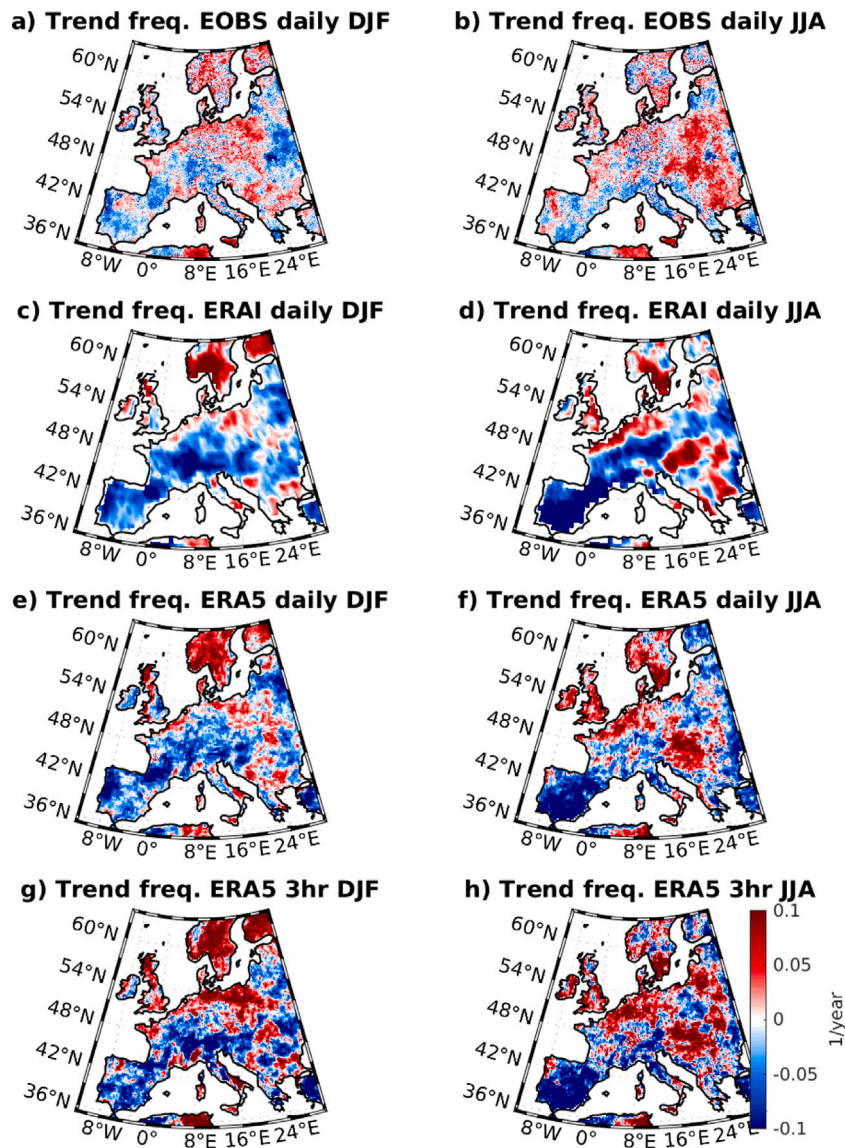 a) Trend freq. EOBS daily DJF
b) Trend freq. EOBS daily JJA
60°N
54°N
48°N
42°N
36°N
8°W
0°
8°E
16°E
24°E
60°N
54°N
48°N
42°N
36°N
8°W
0°
8°E
16°E
24°E
c) Trend freq. ERAI daily DJF
d) Trend freq. ERAI daily JJA
60°N
54°N
48°N
42°N
36°N
8°W
0°
8°E
16°E
24°E
60°N
54°N
48°N
42°N
36°N
8°W
0°
8°E
16°E
24°E
e) Trend freq. ERA5 daily DJF
f) Trend freq. ERA5 daily JJA
60°N
54°N
48°N
42°N
36°N
8°W
0°
8°E
16°E
24°E
60°N
54°N
48°N
42°N
36°N
8°W
0°
8°E
16°E
24°E
g) Trend freq. ERA5 3hr DJF
h) Trend freq. ERA5 3hr JJA
60°N
54°N
48°N
42°N
36°N
8°W
0°
8°E
16°E
24°E
60°N
54°N
48°N
42°N
36°N
8°W
0°
8°E
16°E
24°E
0.1
0.05
0
-0.05
-0.1
1/year